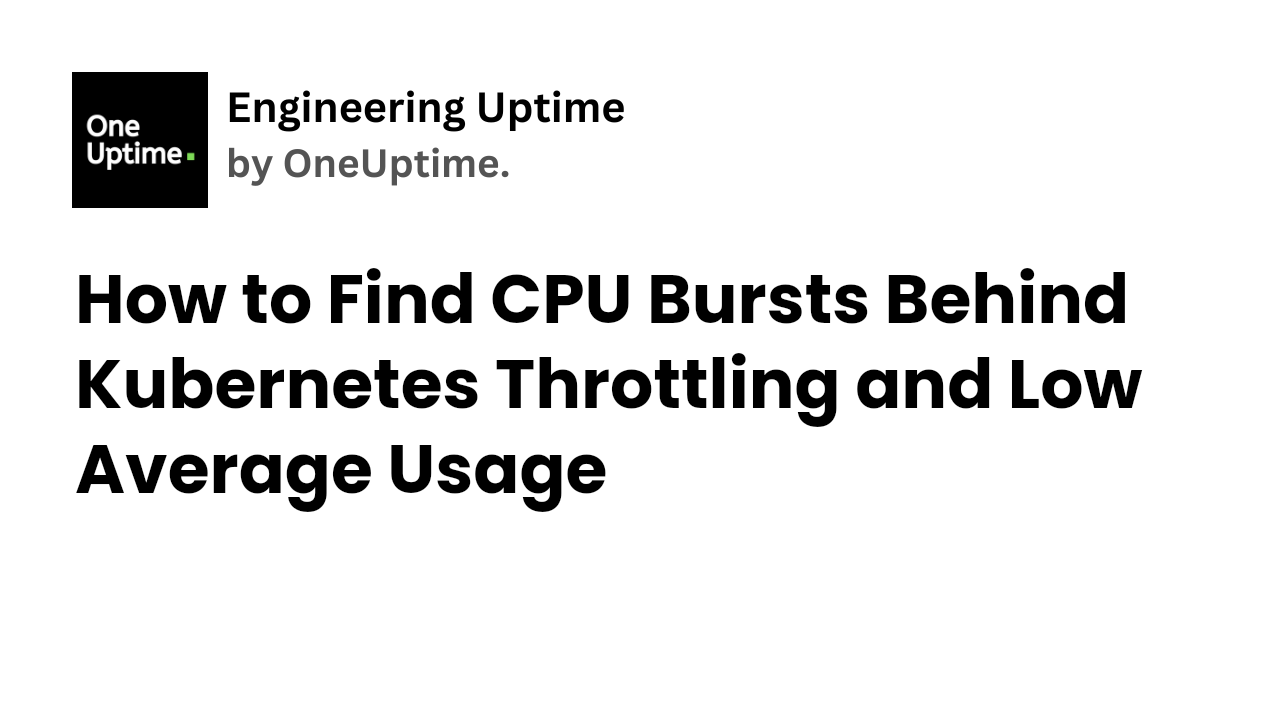 One
Uptime.
Engineering Uptime
by OneUptime.
How to Find CPU Bursts Behind
Kubernetes Throttling and Low
Average Usage